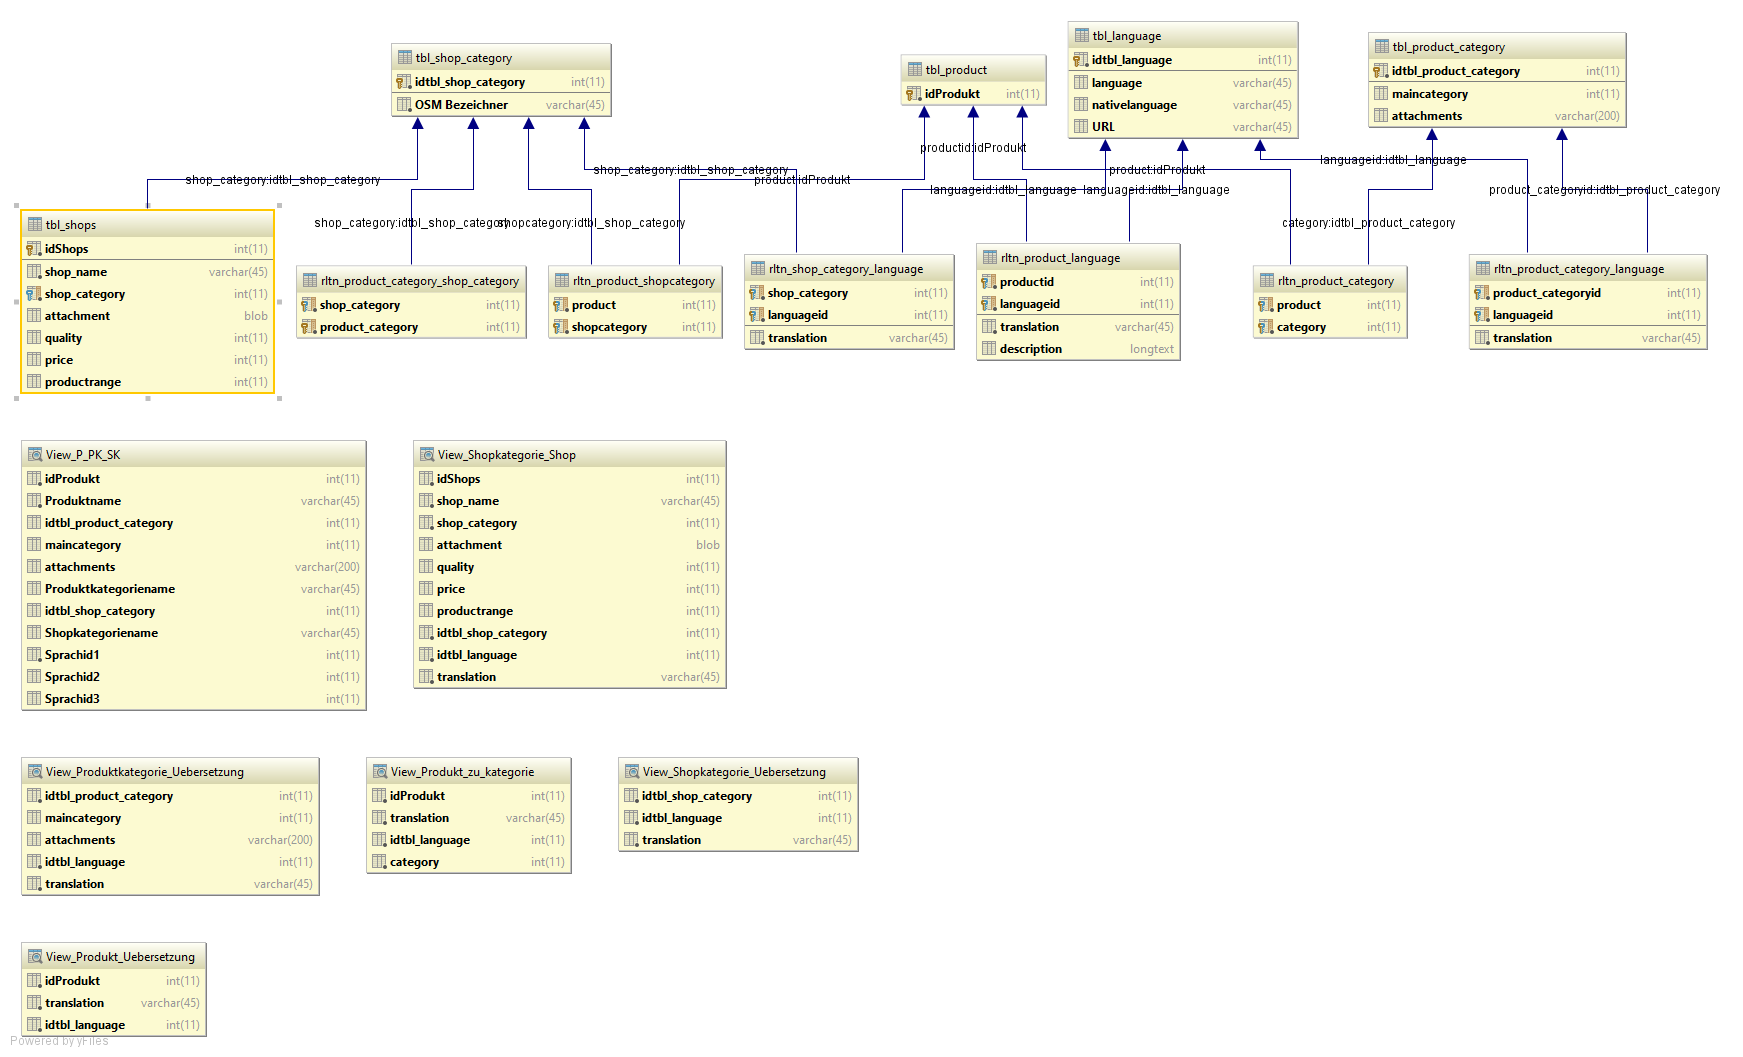 tbl_shop_category
idtbl_shop_category int(11)
OSM Bezeichner varchar(45)
tbl_product
idProdukt int(11)
tbl_language
idtbl_language int(11)
language varchar(45)
nativelanguage varchar(45)
URL varchar(45)
tbl_product_category
idtbl_product_category int(11)
maincategory int(11)
attachments varchar(200)
productid:idProdukt
shop_category:idtbl_shop_category
shop_category:idtbl_shop_category
product:idProdukt
product:idProdukt
languageid:idtbl_language
languageid:idtbl_language
languageid:idtbl_language
product_categoryid:idtbl_product_category
shop_category:idtbl_shop_category
shopcategory:idtbl_shop_category
category:idtbl_product_category
tbl_shops
idShops int(11)
shop_name varchar(45)
shop_category int(11)
attachment blob
quality int(11)
price int(11)
productrange int(11)
rltn_product_category_shop_category
shop_category int(11)
product_category int(11)
rltn_product_shopcategory
product int(11)
shopcategory int(11)
rltn_shop_category_language
shop_category int(11)
languageid int(11)
translation varchar(45)
rltn_product_language
productid int(11)
languageid int(11)
translation varchar(45)
description longtext
rltn_product_category
product int(11)
category int(11)
rltn_product_category_language
product_categoryid int(11)
languageid int(11)
translation varchar(45)
View_P_PK_SK
idProdukt int(11)
Produktname varchar(45)
idtbl_product_category int(11)
maincategory int(11)
attachments varchar(200)
Produktkategoriename varchar(45)
idtbl_shop_category int(11)
Shopkategoriename varchar(45)
Sprachid1 int(11)
Sprachid2 int(11)
Sprachid3 int(11)
View_Shopkategorie_Shop
idShops int(11)
shop_name varchar(45)
shop_category int(11)
attachment blob
quality int(11)
price int(11)
productrange int(11)
idtbl_shop_category int(11)
idtbl_language int(11)
translation varchar(45)
View_Produktkategorie_Uebersetzung
idtbl_product_category int(11)
maincategory int(11)
attachments varchar(200)
idtbl_language int(11)
translation varchar(45)
View_Produkt_zu_kategorie
idProdukt int(11)
translation varchar(45)
idtbl_language int(11)
category int(11)
View_Shopkategorie_Uebersetzung
idtbl_shop_category int(11)
idtbl_language int(11)
translation varchar(45)
View_Produkt_Uebersetzung
idProdukt int(11)
translation varchar(45)
idtbl_language int(11)
Powered by yFiles